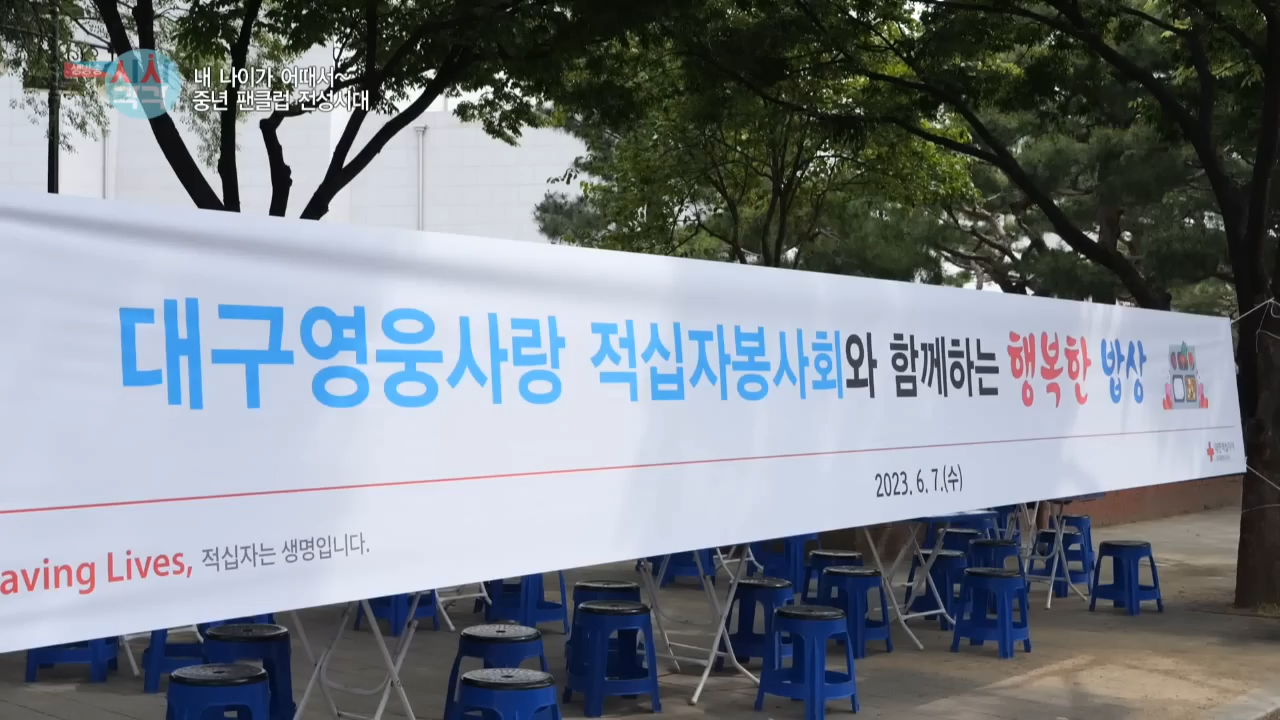 내 나이가 어때서~
중년 팬클럽 전성시대
대구영웅사랑 적십자봉사회와 함께하는 행복한 밥상
2023. 6. 7.(수)
aving Lives, 적십자는 생명입니다.